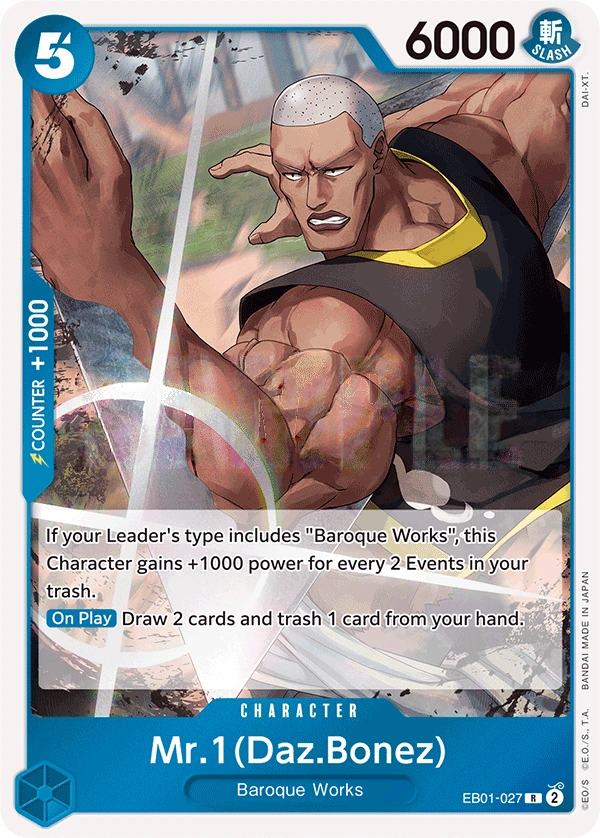 5
6000
斬
SLASH
DAI-XT.
COUNTER +1000
SAMPLE
If your Leader's type includes "Baroque Works", this
Character gains +1000 power for every 2 Events in your
trash.
On Play Draw 2 cards and trash 1 card from your hand.
CHARACTER
Mr.1(Daz.Bonez)
Baroque Works
EB01-027 R 2
©E.O/S ©E.O./S., T.A. BANDAI MADE IN JAPAN